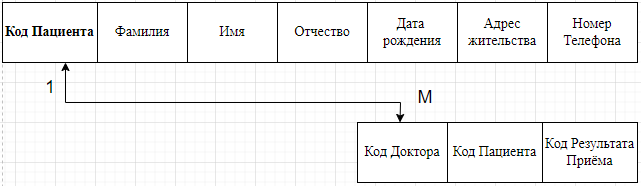 Код Пациента
Фамилия
Имя
Отчество
Дата
рождения
Адрес
жительства
Номер
Телефона
1
М
Код Доктора
Код Пациента
Код Результата
Приёма